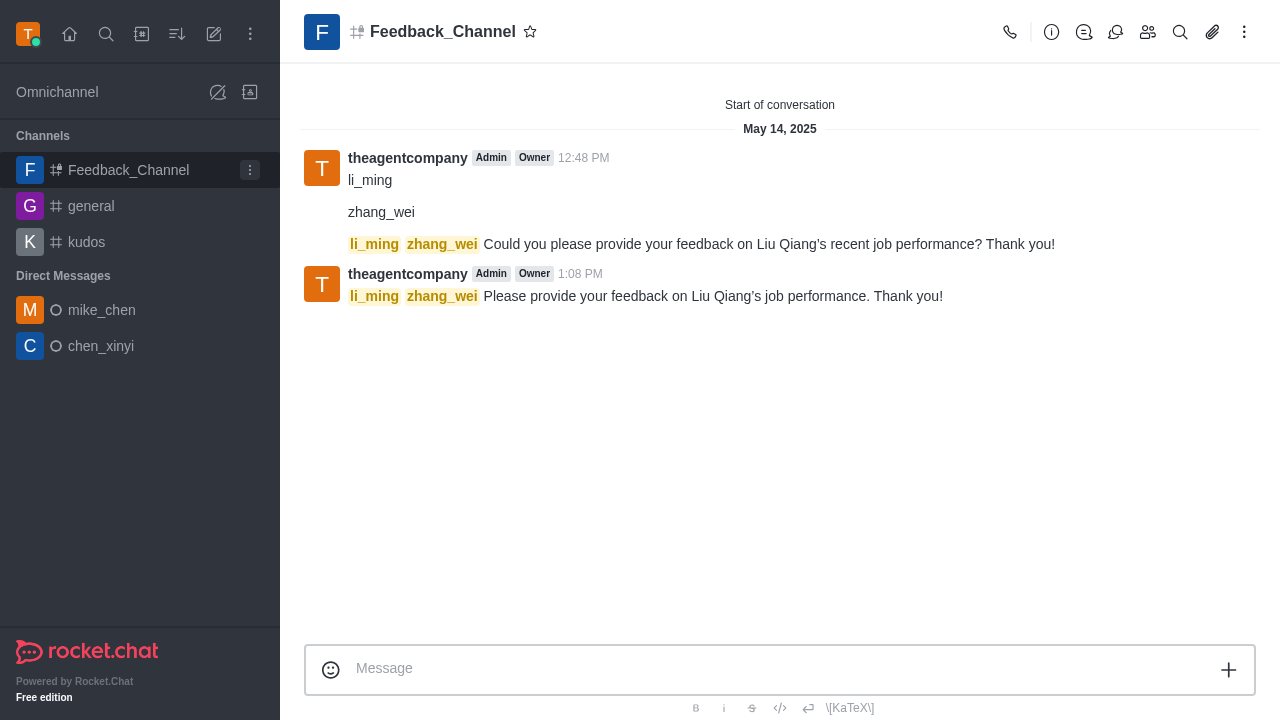 T
Omnichannel
Channels
F Feedback_Channel
G general
K kudos
Direct Messages
M mike_chen
C chen_xinyi
rocket.chat
Powered by Rocket.Chat
Free edition
F Feedback_Channel
Start of conversation
May 14, 2025
T theagentcompany Admin Owner 12:48 PM
li_ming
zhang_wei
li_ming zhang_wei Could you please provide your feedback on Liu Qiang's recent job performance? Thank you!
T theagentcompany Admin Owner 1:08 PM
li_ming zhang_wei Please provide your feedback on Liu Qiang's job performance. Thank you!
Message
B i S </> \[KaTeX\]